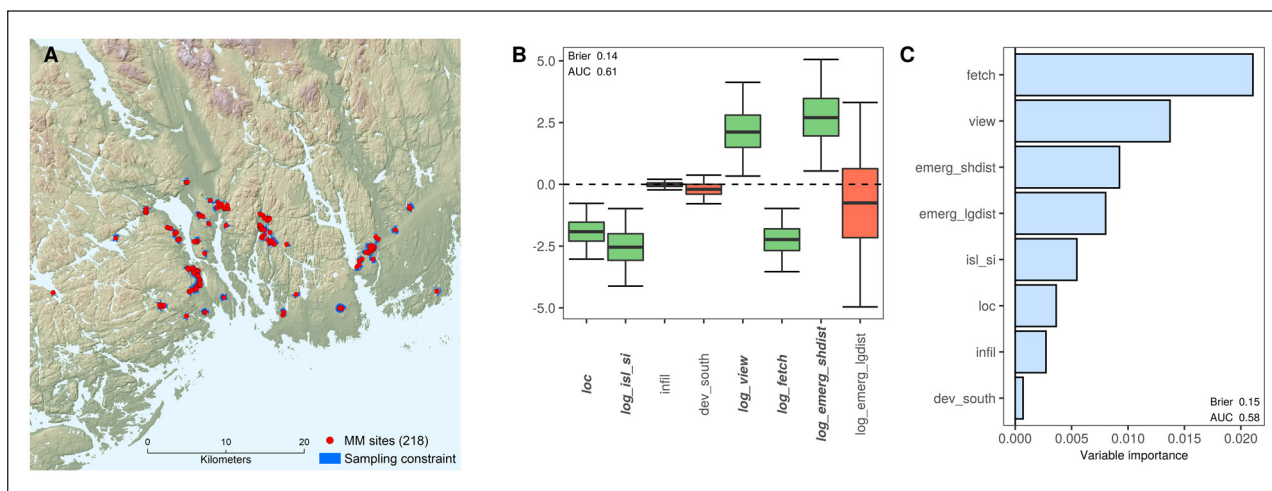 A
0 10 20
Kilometers
MM sites (218)
Sampling constraint
B
Brier 0.14
AUC 0.61
5.0
2.5
0.0
-2.5
-5.0
loc
log_isl_si
infil
dev_south
log_view
log_fetch
log_emerg_shdist
log_emerg_lgdist
C
fetch
view
emerg_shdist
emerg_lgdist
isl_si
loc
infil
dev_south
Brier 0.15
AUC 0.58
0.000 0.005 0.010 0.015 0.020
Variable importance